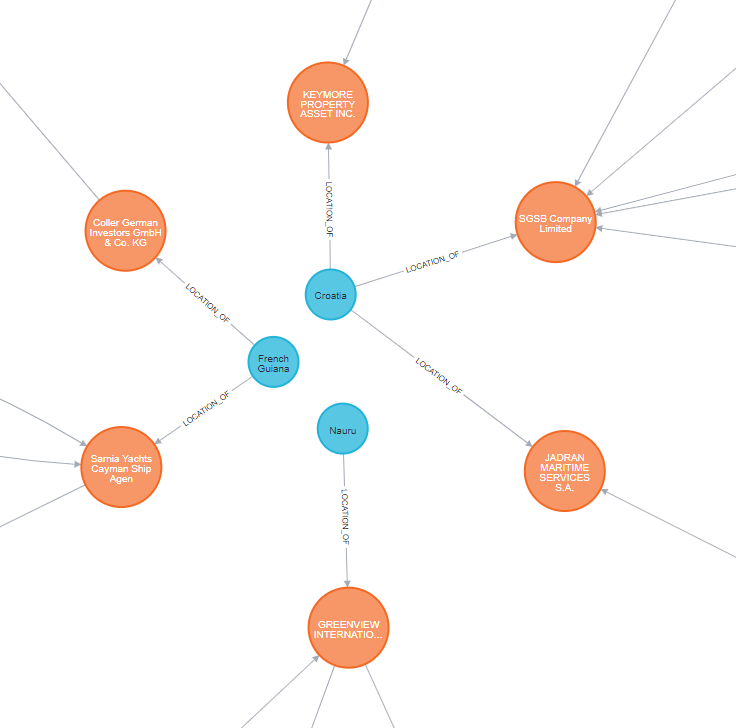 KEYMORE
PROPERTY
ASSET INC.
LOCATION_OF
Coller German
Investors GmbH
& Co. KG
SGSB Company
Limited
LOCATION_OF
LOCATION_OF
Croatia
French
Guiana
LOCATION_OF
LOCATION_OF
Nauru
Sarnia Yachts
Cayman Ship
Agen
JADRAN
MARITIME
SERVICES
S.A.
LOCATION_OF
GREENVIEW
INTERNATIO...